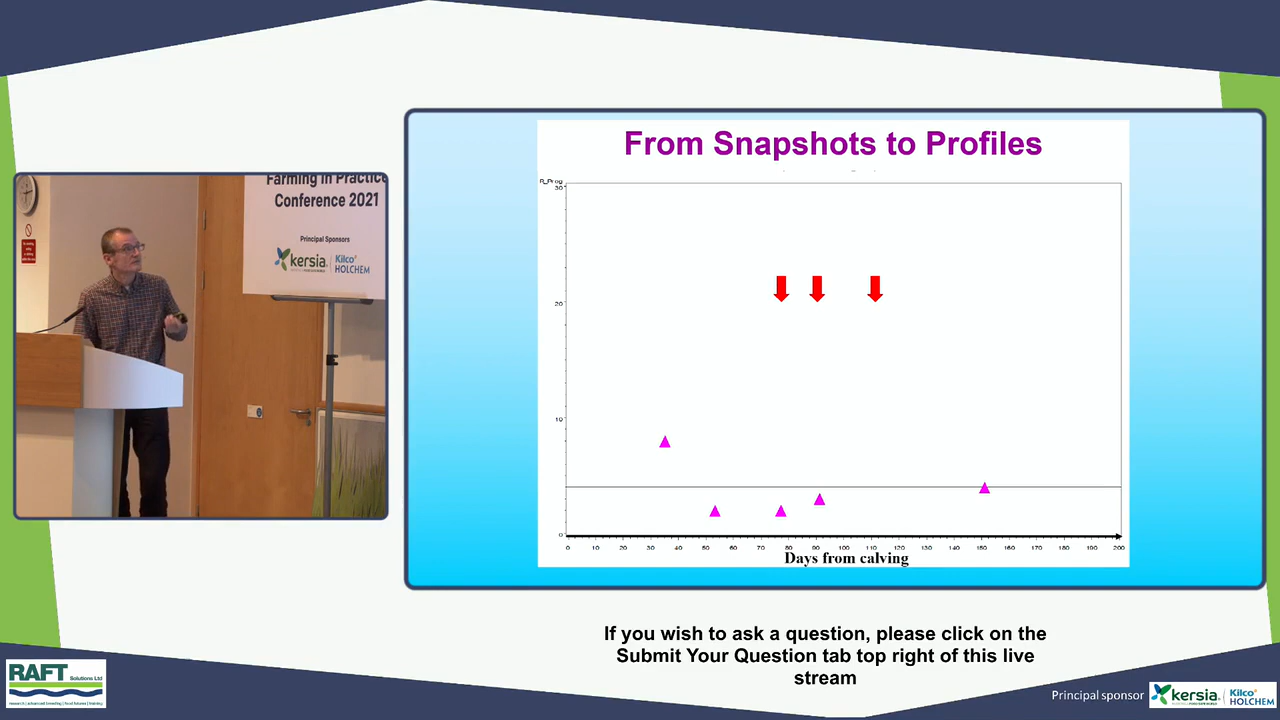 Farming in Practice
Conference 2021
Principal Sponsors
kersia
Kilco
HOLCHEM
From Snapshots to Profiles
30
20
10
0
0 10 20 30 40 50 60 70 80 90 100 110 120 130 140 150 160 170 180 190 200
Days from calving
If you wish to ask a question, please click on the
Submit Your Question tab top right of this live
stream
RAFT
Solutions Ltd
Principal sponsor
kersia
Kilco
HOLCHEM